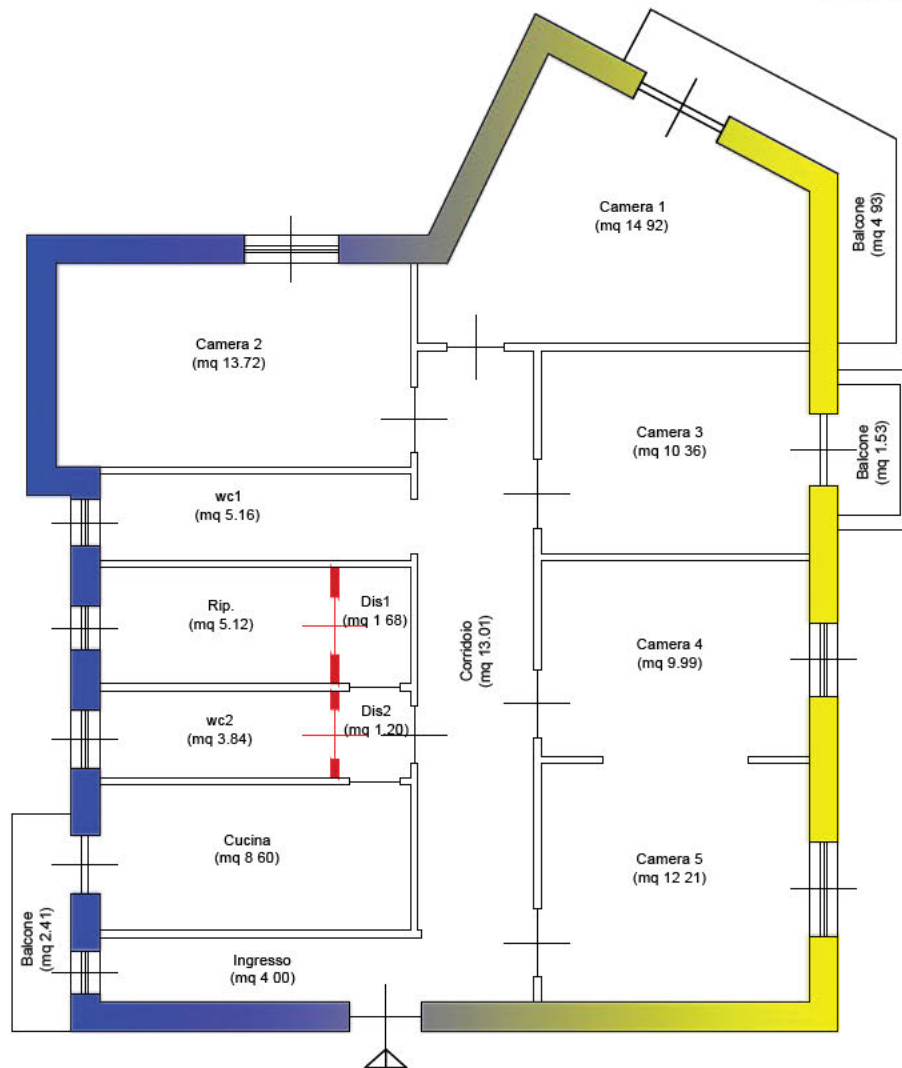 Camera 1
(mq 14 92)
Balcone
(mq 4 93)
Camera 2
(mq 13.72)
Camera 3
(mq 10 36)
Balcone
(mq 1.53)
wc1
(mq 5.16)
Rip.
(mq 5.12)
Dis1
(mq 1 68)
Corridoio
(mq 13.01)
Camera 4
(mq 9.99)
wc2
(mq 3.84)
Dis2
(mq 1.20)
Cucina
(mq 8 60)
Camera 5
(mq 12 21)
Balcone
(mq 2.41)
Ingresso
(mq 4 00)